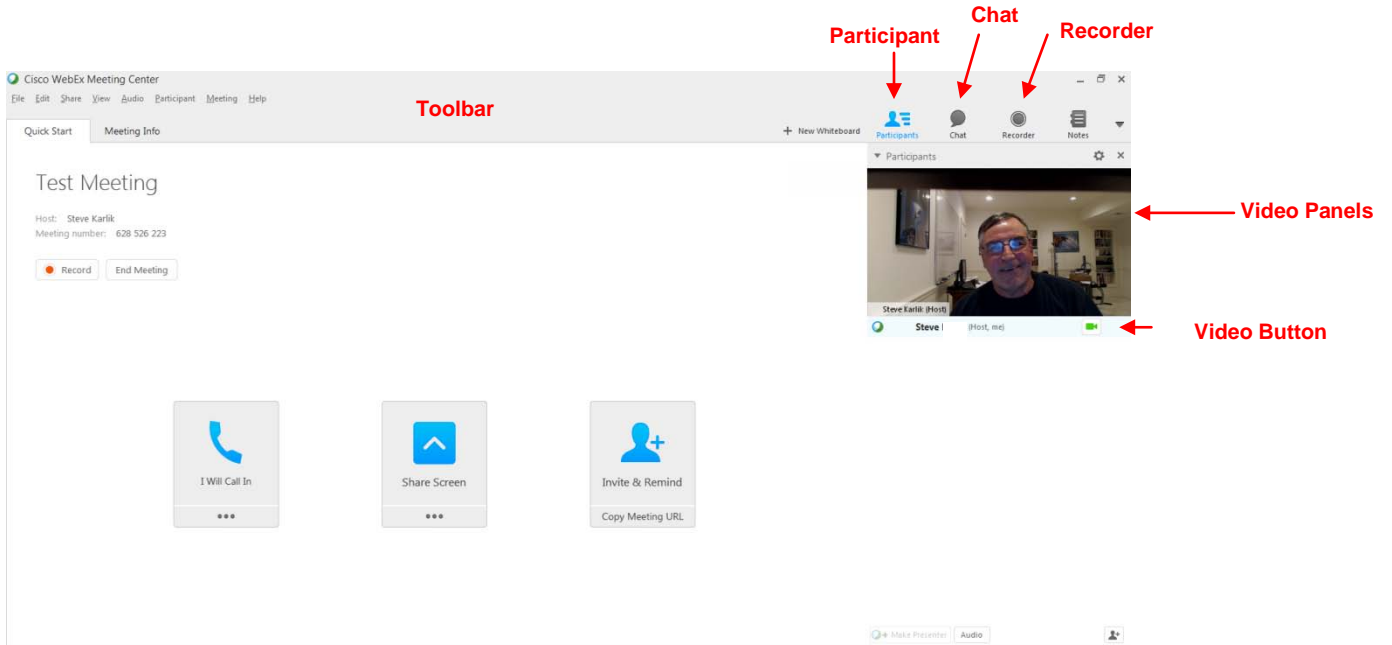 Chat
Participant
Recorder
Cisco WebEx Meeting Center
File Edit Share View Audio Participant Meeting Help
Toolbar
Quick Start Meeting Info
+ New Whiteboard
Participants Chat Recorder Notes
Participants
Test Meeting
Host: Steve Karlik
Meeting number: 628 526 223
Record End Meeting
Video Panels
Steve Karlik (Host)
Steve (Host, me)
Video Button
I Will Call In
Share Screen
Invite & Remind
Copy Meeting URL
Make Presenter Audio